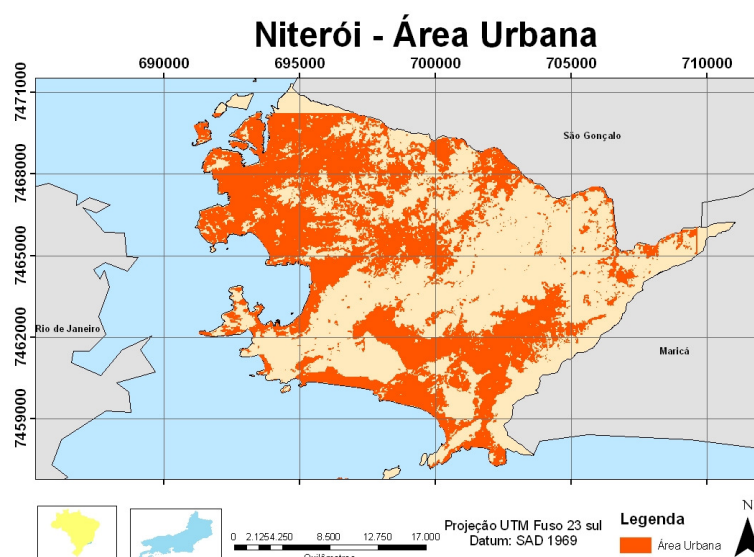 Niterói - Área Urbana
690000 695000 700000 705000 710000
7471000
São Gonçalo
7468000
7465000
Rio de Janeiro
7462000
Maricá
7459000
N
Legenda
Projeção UTM Fuso 23 sul
Datum: SAD 1969
0 2.1254.250 8.500 12.750 17.000
Quilômetros
Área Urbana